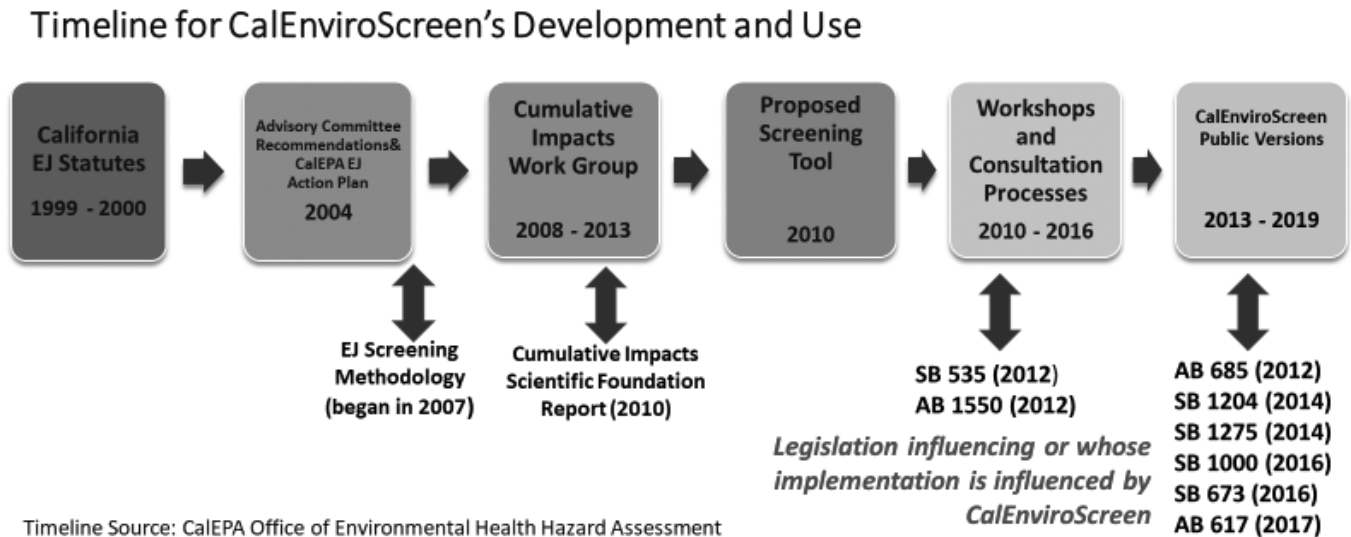 Timeline for CalEnviroScreen's Development and Use
California
EJ Statutes
1999 - 2000
Advisory Committee
Recommendations&
CalEPA EJ
Action Plan
2004
Cumulative
Impacts
Work Group
2008 - 2013
Proposed
Screening
Tool
2010
Workshops
and
Consultation
Processes
2010 - 2016
CalEnviroScreen
Public Versions
2013 - 2019
EJ Screening
Methodology
(began in 2007)
Cumulative Impacts
Scientific Foundation
Report (2010)
SB 535 (2012)
AB 1550 (2012)
Legislation influencing or whose
implementation is influenced by
CalEnviroScreen
AB 685 (2012)
SB 1204 (2014)
SB 1275 (2014)
SB 1000 (2016)
SB 673 (2016)
AB 617 (2017)
Timeline Source: CalEPA Office of Environmental Health Hazard Assessment